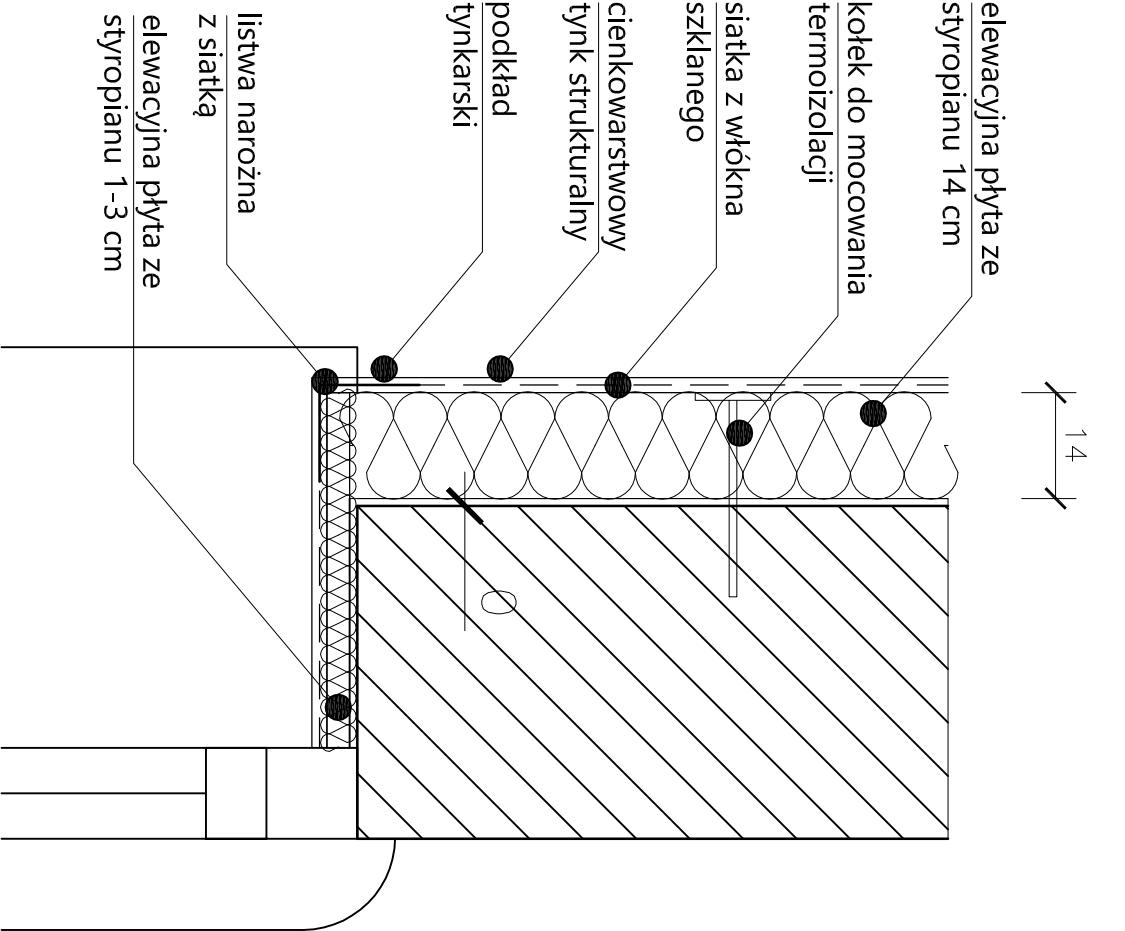 elewacyjna płyta ze
styropianu 14 cm
kołek do mocowania
termoizolacji
siatka z włókna
szklanego
cienkowarstwowy
tynk strukturalny
podkład
tynkarski
listwa narożna
z siatką
elewacyjna płyta ze
styropianu 1-3 cm
14
0